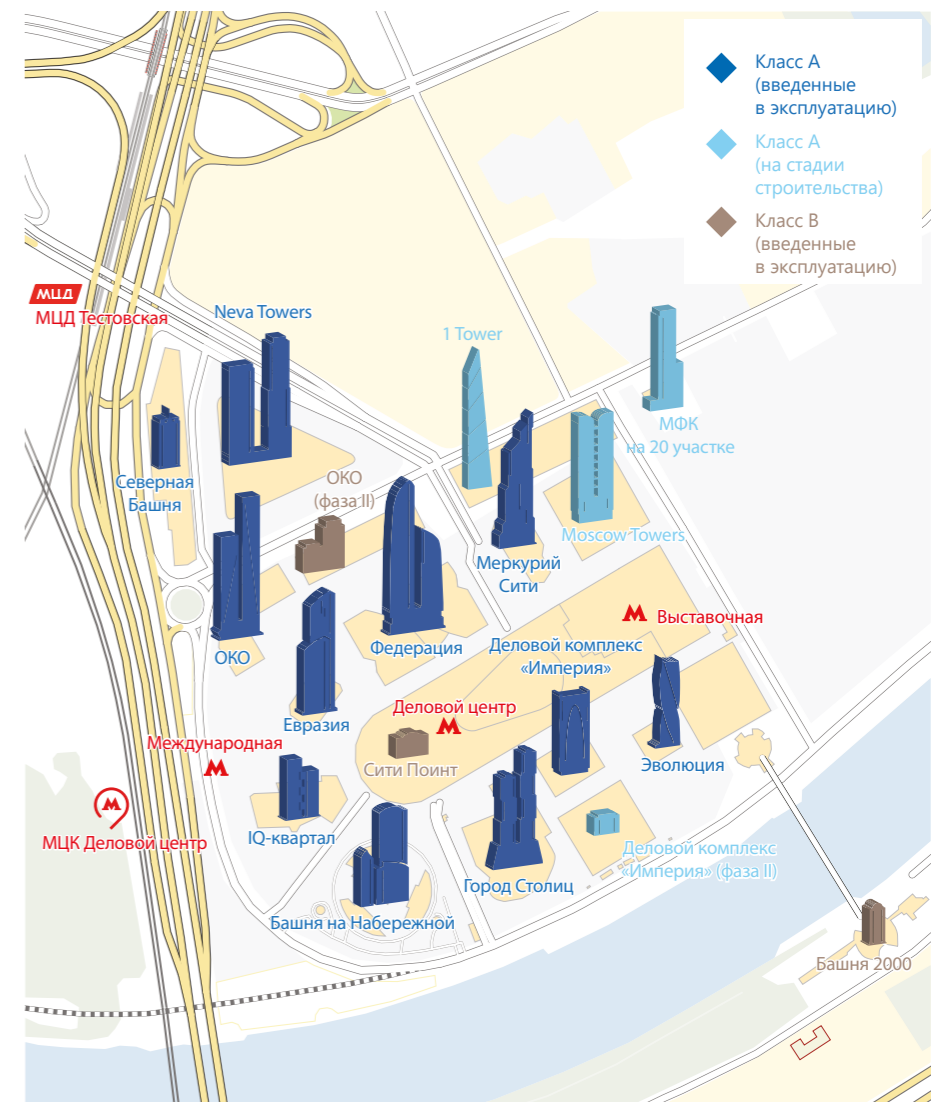 Класс А
(введенные
в эксплуатацию)
Класс А
(на стадии
строительства)
Класс В
(введенные
в эксплуатацию)
МЦД
МЦД Тестовская
Neva Towers
1 Tower
МФК
на 20 участке
Северная
Башня
ОКО
(фаза II)
Moscow Towers
Меркурий
Сити
М Выставочная
ОКО
Федерация
Деловой комплекс
«Империя»
Евразия
Деловой центр
М
Международная
М
Сити Поинт
Эволюция
М
МЦК Деловой центр
IQ-квартал
Деловой комплекс
«Империя» (фаза II)
Город Столиц
Башня на Набережной
Башня 2000